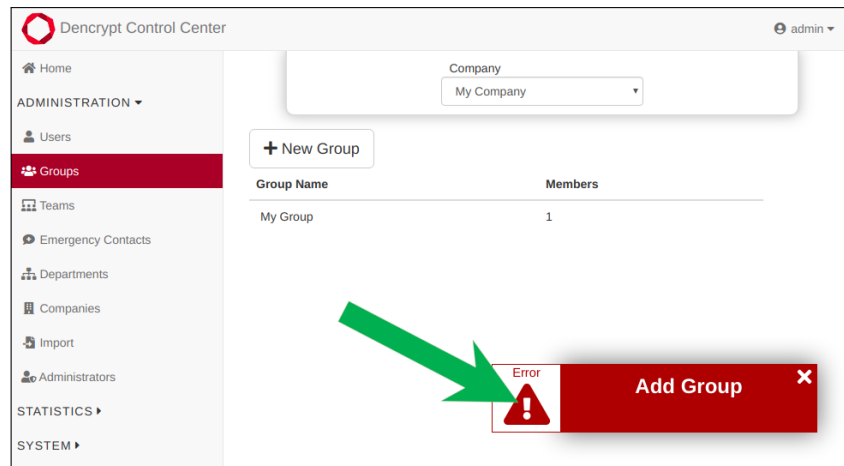 Dencrypt Control Center
admin
Home
ADMINISTRATION
Users
Groups
Teams
Emergency Contacts
Departments
Companies
Import
Administrators
STATISTICS
SYSTEM
Company
My Company
New Group
Group Name Members
My Group 1
Error
Add Group